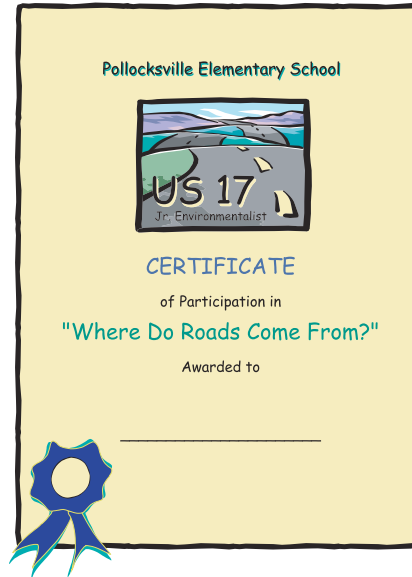 Pollocksville Elementary School
US 17
Jr. Environmentalist
CERTIFICATE
of Participation in
"Where Do Roads Come From?"
Awarded to